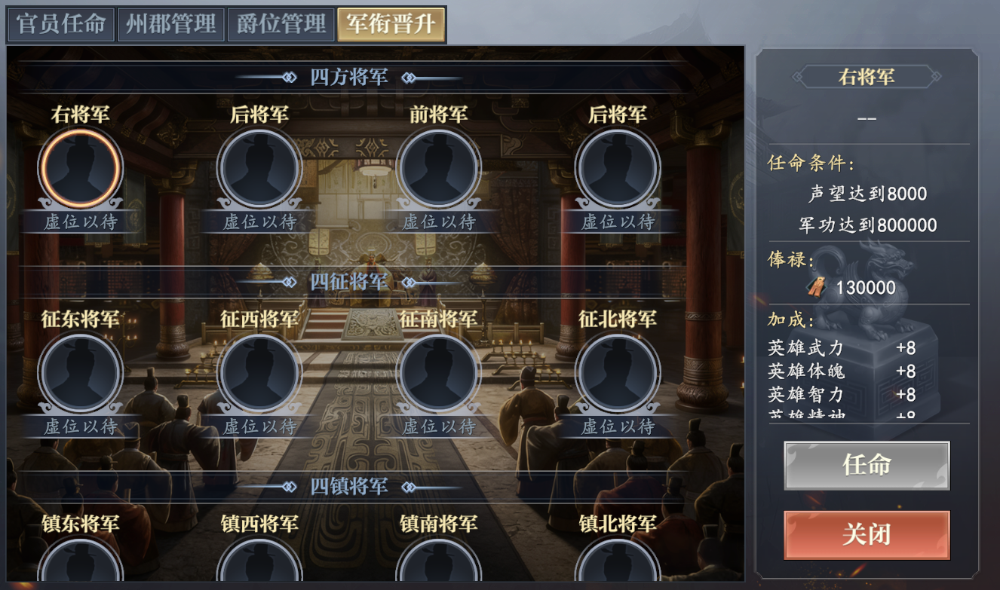 官员任命 州郡管理 爵位管理 军衔晋升
四方将军
右将军 后将军 前将军 后将军
虚位以待 虚位以待 虚位以待 虚位以待
四征将军
征东将军 征西将军 征南将军 征北将军
虚位以待 虚位以待 虚位以待 虚位以待
四镇将军
镇东将军 镇西将军 镇南将军 镇北将军
右将军
--
任命条件:
声望达到8000
军功达到800000
俸禄:
130000
加成:
英雄武力 +8
英雄体魄 +8
英雄智力 +8
英雄精神 +8
任命
关闭